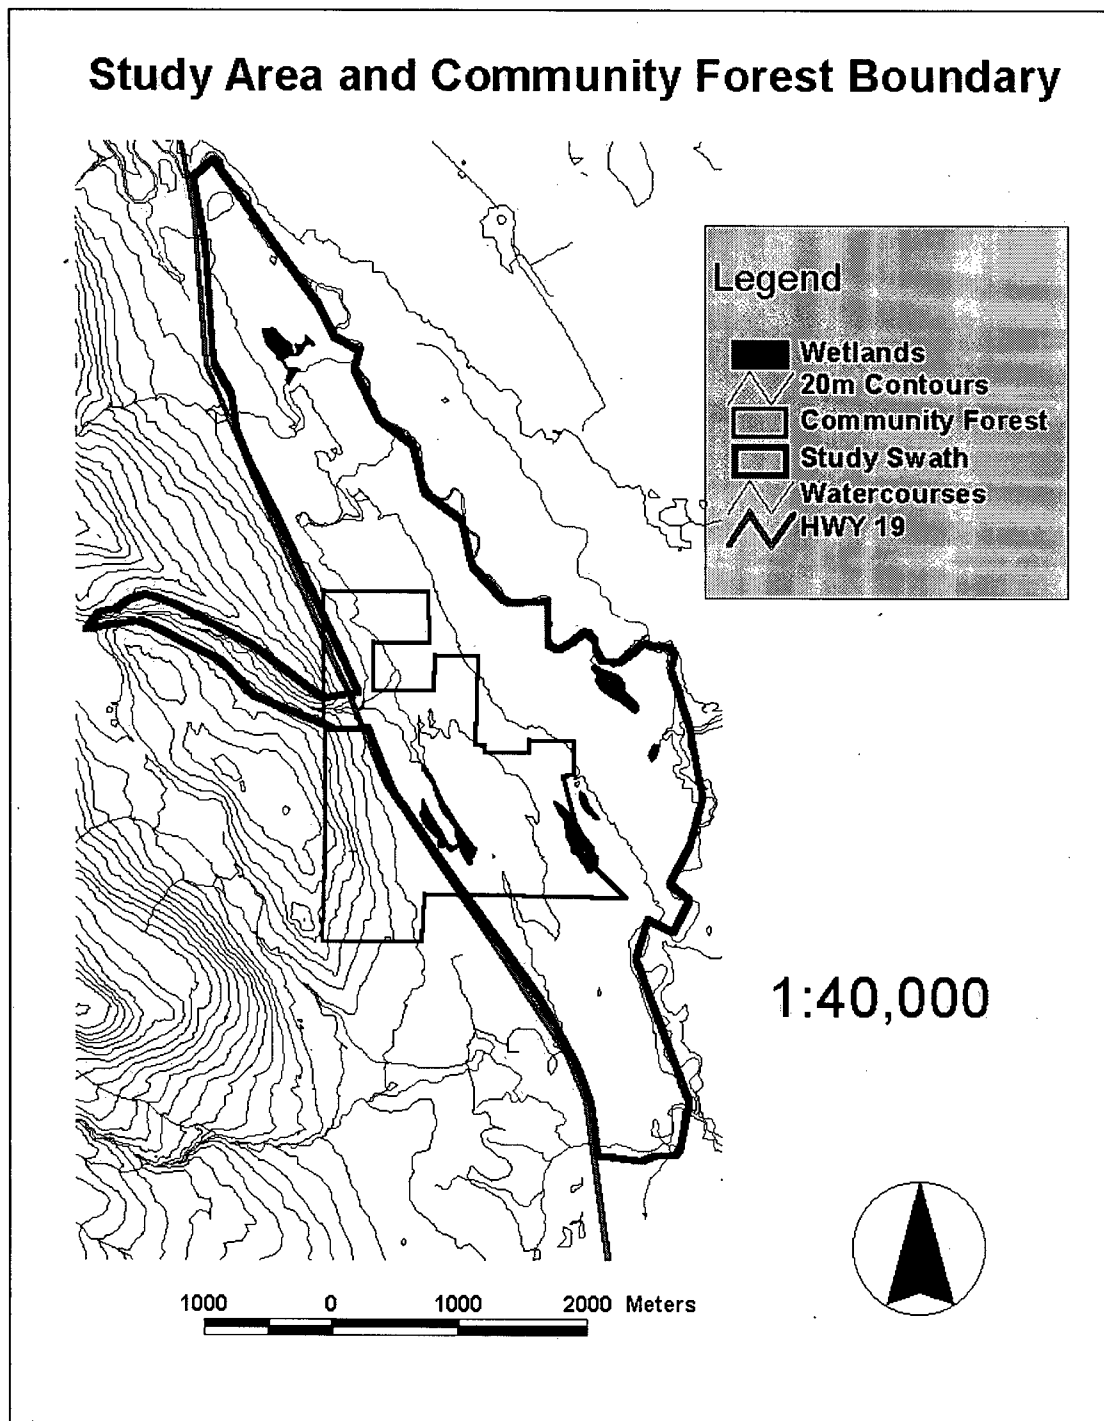 Study Area and Community Forest Boundary
Legend
Wetlands
20m Contours
Community Forest
Study Swath
Watercourses
HWY 19
1:40,000
1000 0 1000 2000 Meters